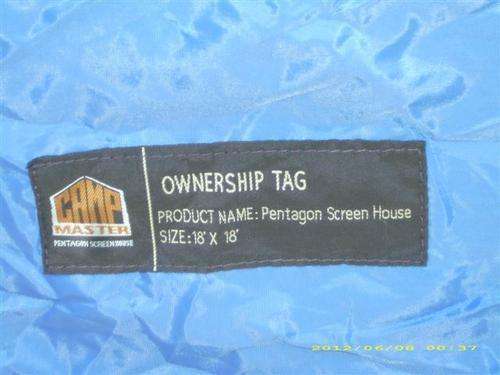 CAMP
MASTER
PENTAGON SCREEN HOUSE
OWNERSHIP TAG
PRODUCT NAME: Pentagon Screen House
SIZE: 18' X 18'
2012/06/08 00:37